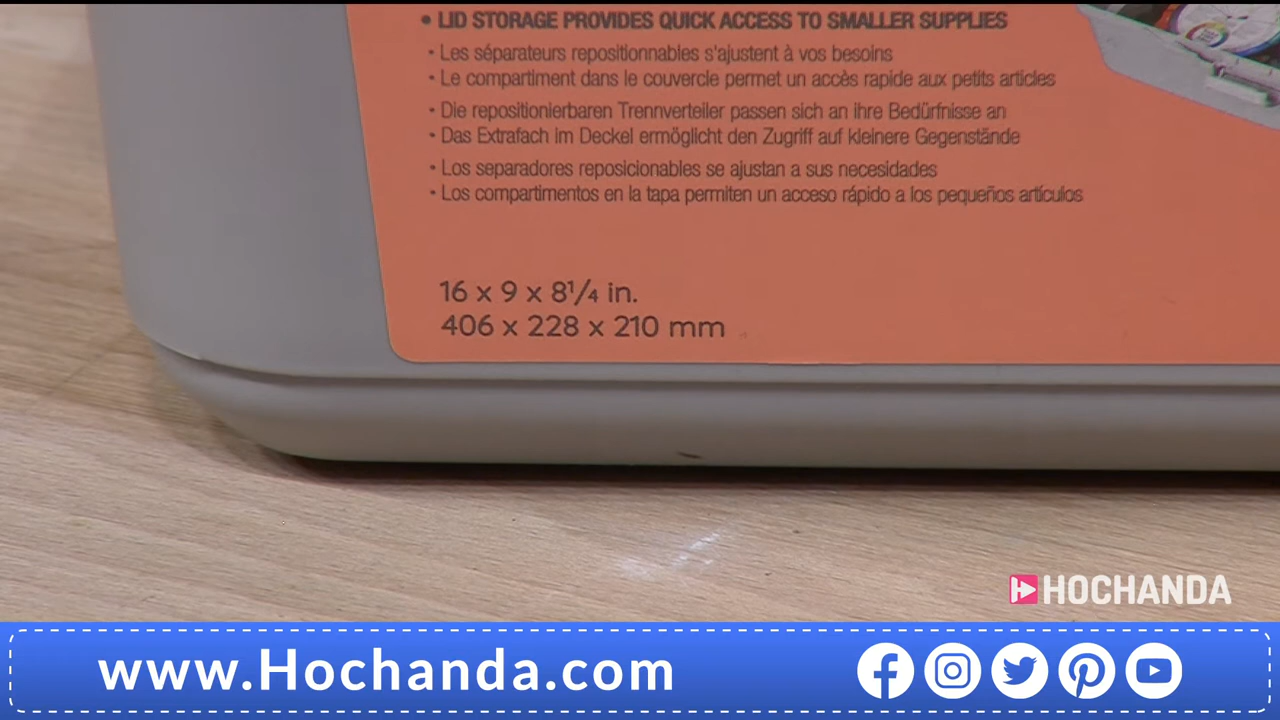 • LID STORAGE PROVIDES QUICK ACCESS TO SMALLER SUPPLIES
• Les séparateurs repositionnables s'ajustent à vos besoins
• Le compartiment dans le couvercle permet un accès rapide aux petits articles
• Die repositionierbaren Trennverteiler passen sich an ihre Bedürfnisse an
• Das Extrafach im Deckel ermöglicht den Zugriff auf kleinere Gegenstände
• Los separadores reposicionables se ajustan a sus necesidades
• Los compartimentos en la tapa permiten un acceso rápido a los pequeños artículos
16 x 9 x 8¹/₄ in.
406 x 228 x 210 mm
HOCHANDA
www.Hochanda.com